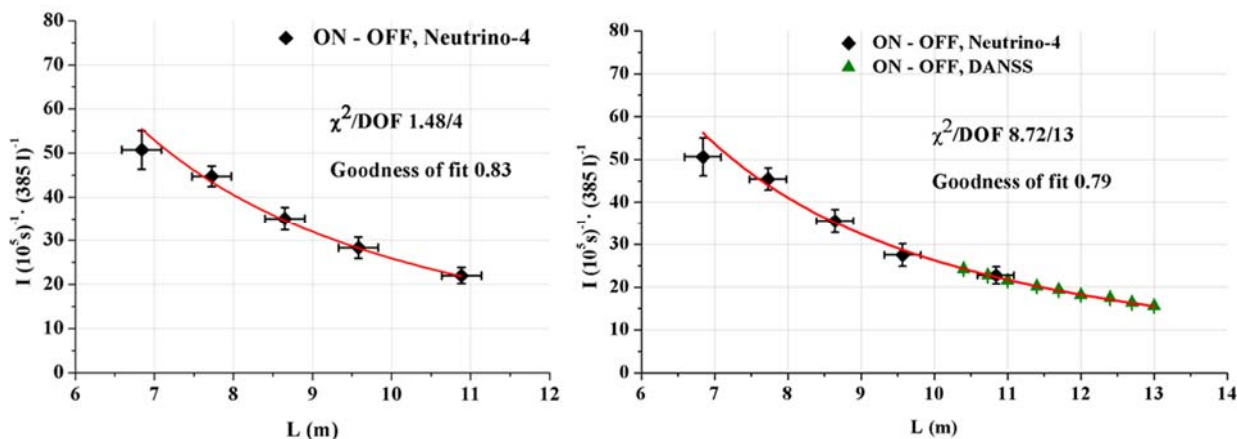 80
70
60
50
40
30
20
10
0
I (10⁵s)⁻¹· (385 l)⁻¹
ON - OFF, Neutrino-4
χ²/DOF 1.48/4
Goodness of fit 0.83
6 7 8 9 10 11 12
L (m)
80
70
60
50
40
30
20
10
0
I (10⁵s)⁻¹· (385 l)⁻¹
ON - OFF, Neutrino-4
ON - OFF, DANSS
χ²/DOF 8.72/13
Goodness of fit 0.79
6 7 8 9 10 11 12 13 14
L (m)